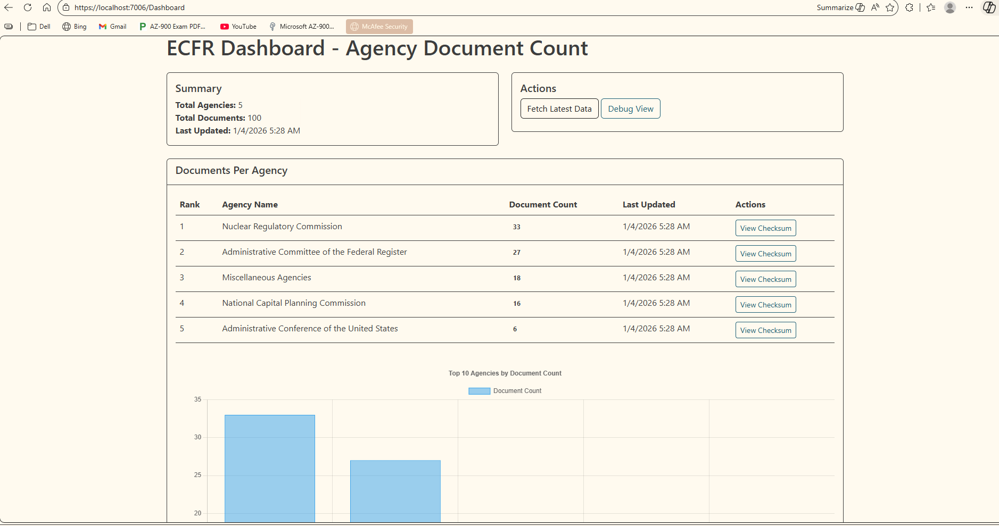 https://localhost:7006/Dashboard Summarize
Dell Bing Gmail AZ-900 Exam PDF... YouTube Microsoft AZ-900... McAfee Security
ECFR Dashboard - Agency Document Count
Summary
Total Agencies: 5
Total Documents: 100
Last Updated: 1/4/2026 5:28 AM
Actions
Fetch Latest Data Debug View
Documents Per Agency
Rank Agency Name Document Count Last Updated Actions
1 Nuclear Regulatory Commission 33 1/4/2026 5:28 AM View Checksum
2 Administrative Committee of the Federal Register 27 1/4/2026 5:28 AM View Checksum
3 Miscellaneous Agencies 18 1/4/2026 5:28 AM View Checksum
4 National Capital Planning Commission 16 1/4/2026 5:28 AM View Checksum
5 Administrative Conference of the United States 6 1/4/2026 5:28 AM View Checksum
Top 10 Agencies by Document Count
Document Count
35
30
25
20